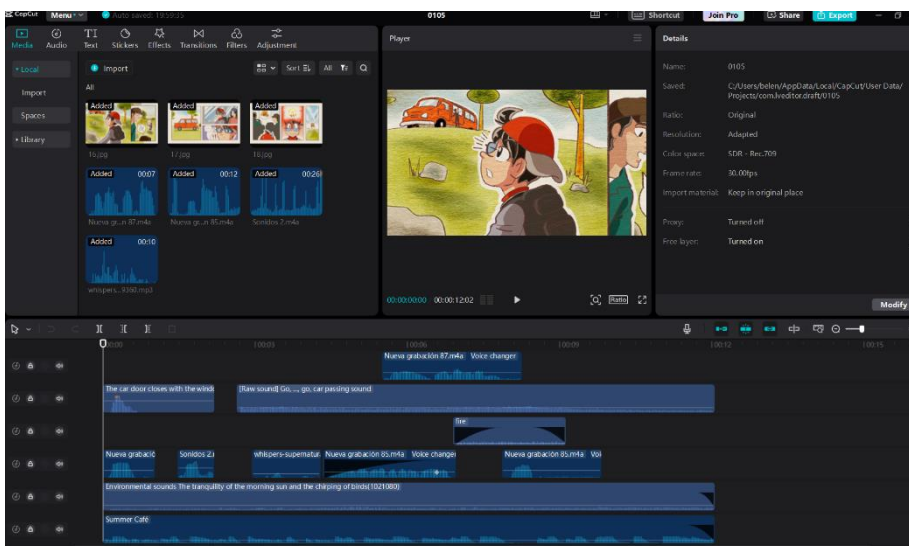 CapCut Menu Auto saved: 19:59:35 0105 Shortcut Join Pro Share Export
Media Audio Text Stickers Effects Transitions Filters Adjustment
Local
Import
Spaces
Library
Import Sort All
All
Added Added Added
16.jpg 17.jpg 18.jpg
Added 00:07 Added 00:12 Added 00:26
Nueva gr...n 87.m4a Nueva gr...n 85.m4a Sonidos 2.m4a
Added 00:10
whispers...9360.mp3
Player
00:00:00:00 00:00:12:02 Ratio
Details
Name: 0105
Saved: C:/Users/belen/AppData/Local/CapCut/User Data/
Projects/com.lveditor.draft/0105
Ratio: Original
Resolution: Adapted
Color space: SDR - Rec.709
Frame rate: 30.00fps
Import material: Keep in original place
Proxy: Turned off
Free layer: Turned on
Modify
00:00 00:03 00:06 00:09 00:12 00:15
Nueva grabación 87.m4a Voice changer
The car door closes with the windo [Raw sound] Go, ..., go, car passing sound
fire
Nueva grabació Sonidos 2.r whispers-supernatur Nueva grabación 85.m4a Voice changer Nueva grabación 85.m4a Voi
Environmental sounds The tranquility of the morning sun and the chirping of birds(1021080)
Summer Café